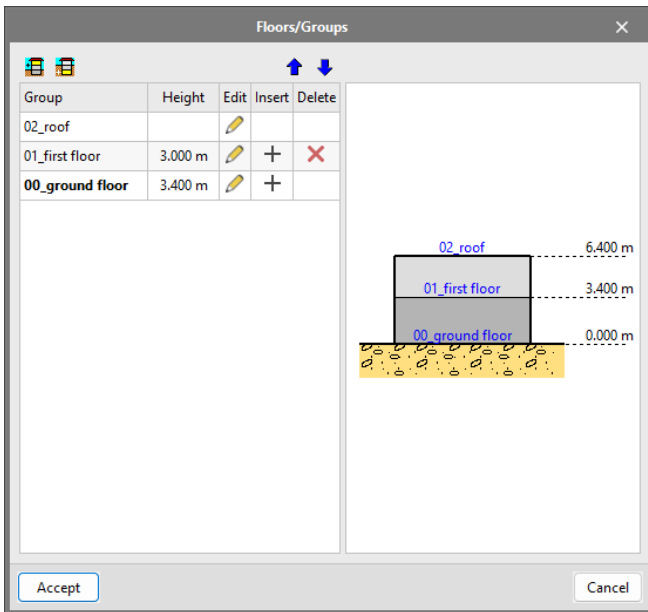 Floors/Groups
Group Height Edit Insert Delete
02_roof
01_first floor 3.000 m
00_ground floor 3.400 m
02_roof 6.400 m
01_first floor 3.400 m
00_ground floor 0.000 m
Accept Cancel